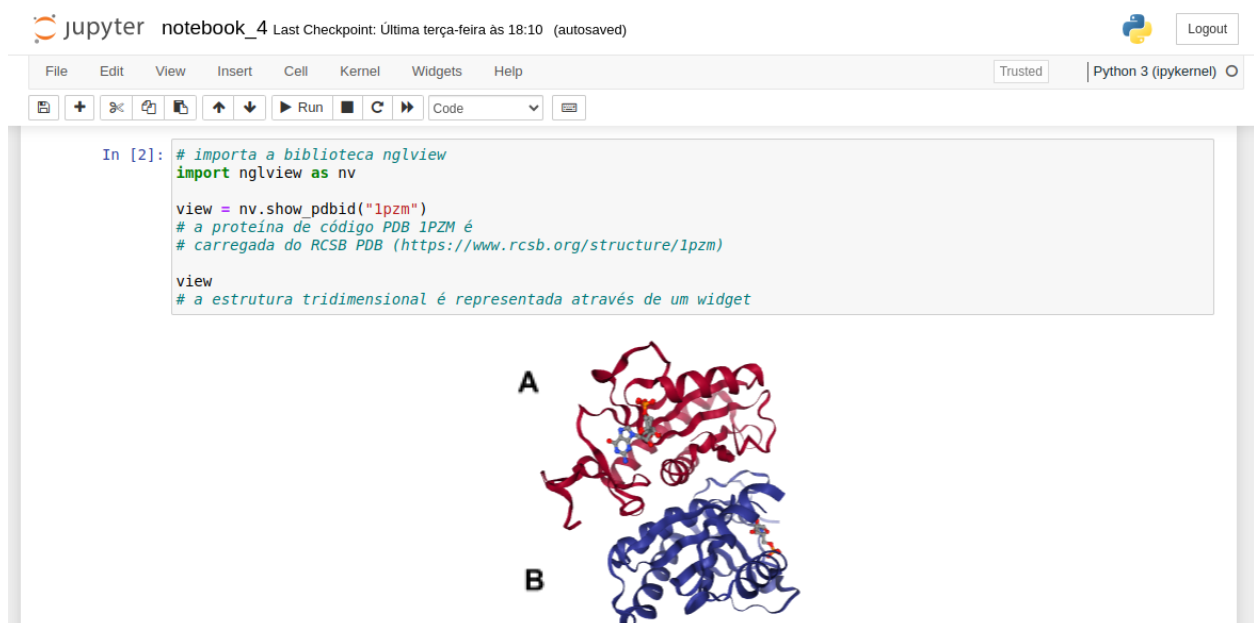 jupyter notebook_4 Last Checkpoint: Última terça-feira às 18:10 (autosaved) Logout
File Edit View Insert Cell Kernel Widgets Help Trusted Python 3 (ipykernel)
Run Code
In [2]: # importa a biblioteca nglview
import nglview as nv
view = nv.show_pdbid("1pzm")
# a proteína de código PDB 1PZM é
# carregada do RCSB PDB (https://www.rcsb.org/structure/1pzm)
view
# a estrutura tridimensional é representada através de um widget
A
B